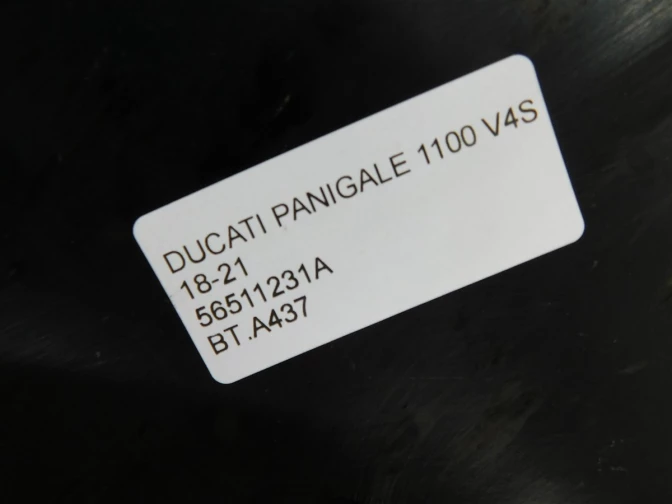 DUCATI PANIGALE 1100 V4S
18-21
56511231A
BT.A437